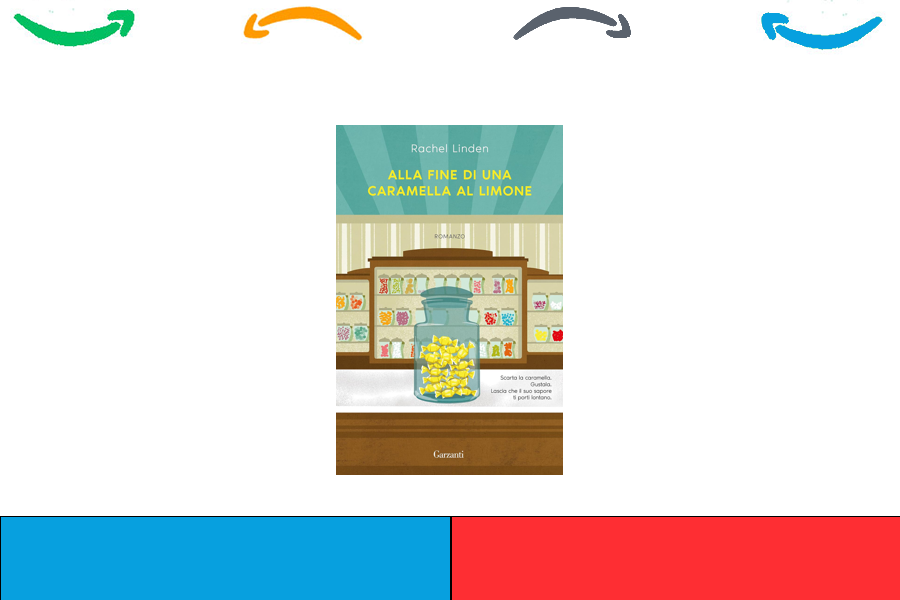 Rachel Linden
ALLA FINE DI UNA
CARAMELLA AL LIMONE
ROMANZO
Scarta la caramella.
Gustala.
Lascia che il suo sapore
ti porti lontano.
Garzanti